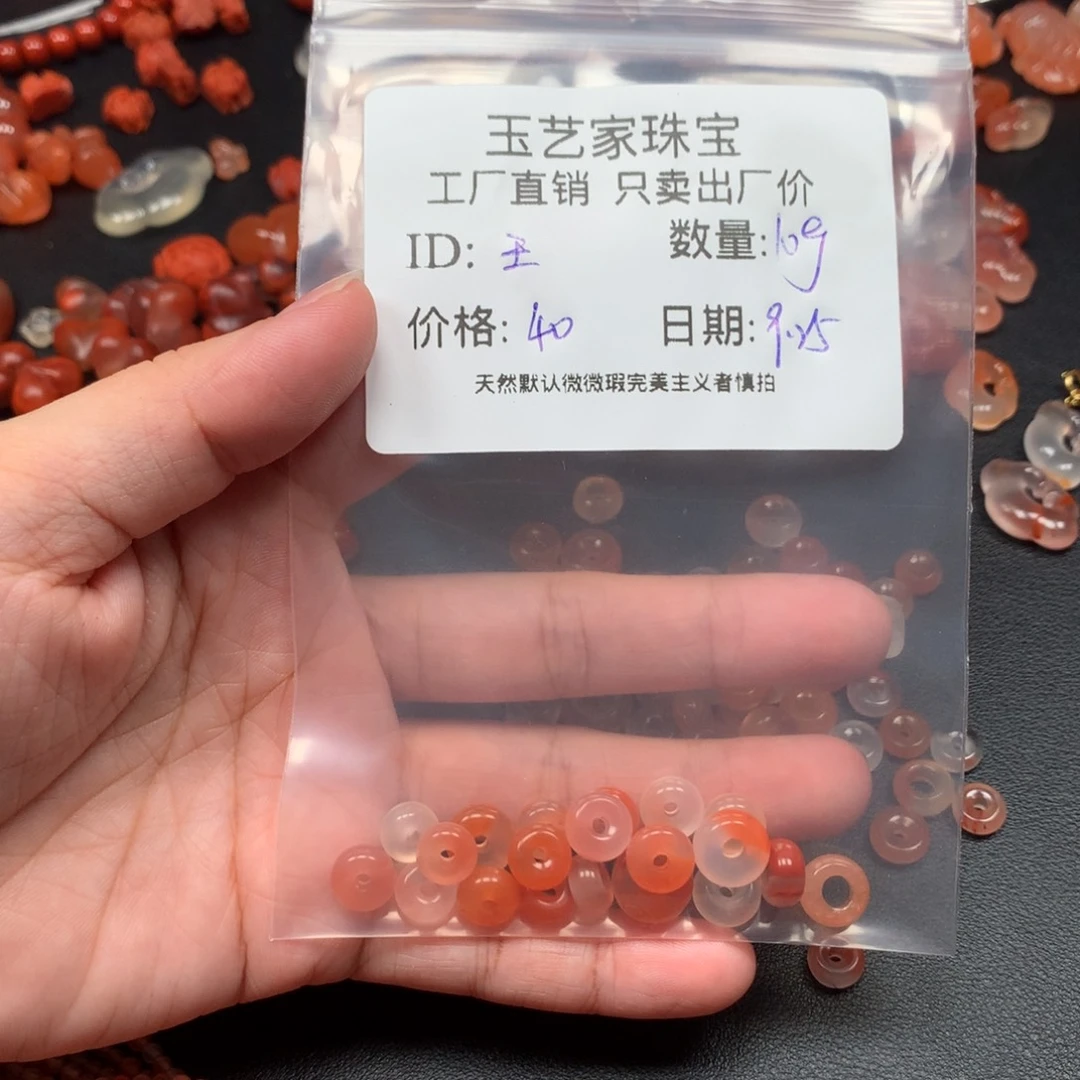 玉艺家珠宝
工厂直销 只卖出厂价
ID: 王 数量:10g
价格: 40 日期: 9.25
天然默认微微瑕完美主义者慎拍